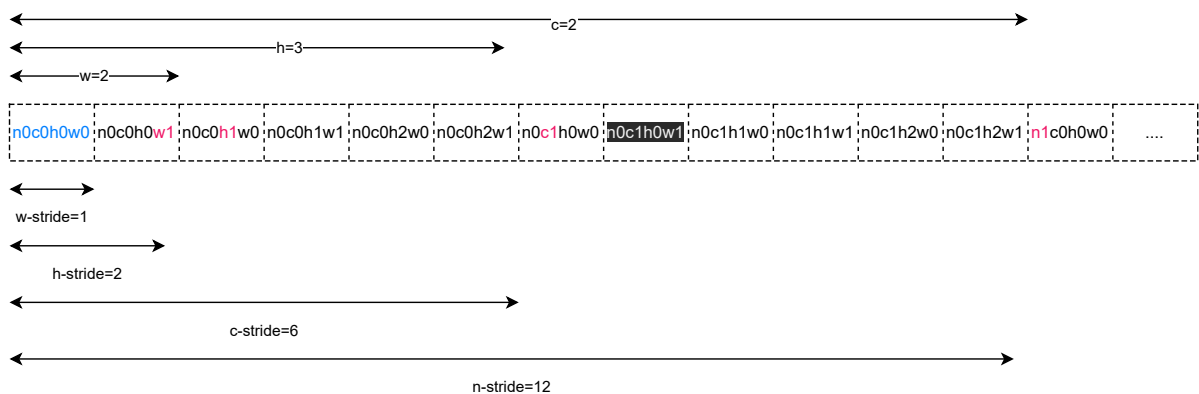 c=2
h=3
w=2
n0c0h0w0 n0c0h0w1 n0c0h1w0 n0c0h1w1 n0c0h2w0 n0c0h2w1 n0c1h0w0 n0c1h0w1 n0c1h1w0 n0c1h1w1 n0c1h2w0 n0c1h2w1 n1c0h0w0 ....
w-stride=1
h-stride=2
c-stride=6
n-stride=12